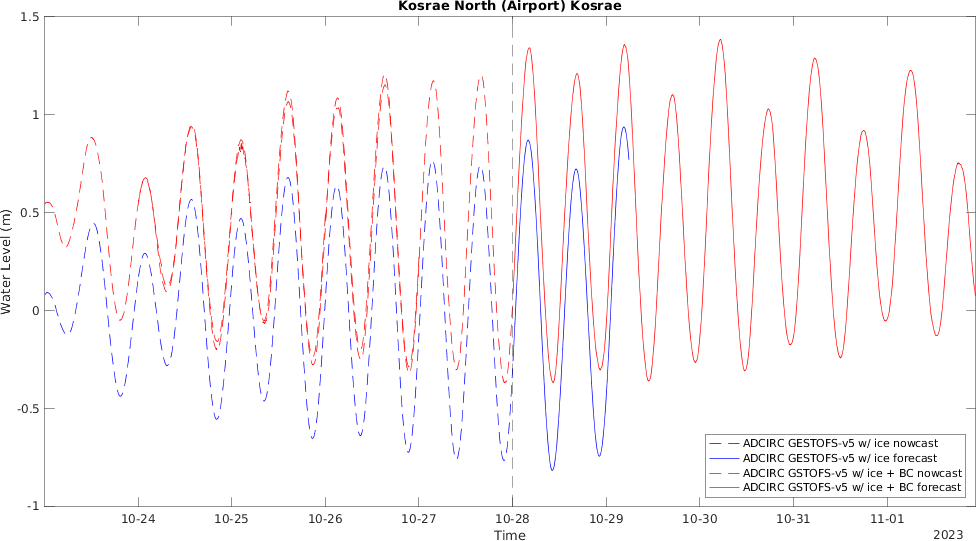 Kosrae North (Airport) Kosrae
1.5
1
0.5
0
-0.5
-1
Water Level (m)
ADCIRC GESTOFS-v5 w/ ice nowcast
ADCIRC GESTOFS-v5 w/ ice forecast
ADCIRC GSTOFS-v5 w/ ice + BC nowcast
ADCIRC GSTOFS-v5 w/ ice + BC forecast
10-24 10-25 10-26 10-27 10-28 10-29 10-30 10-31 11-01
Time
2023